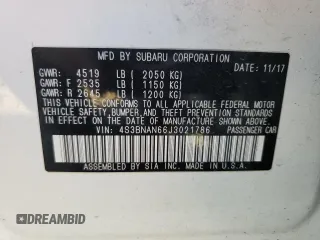 MFD BY SUBARU CORPORATION
GVWR: 4519 LB ( 2050 KG) DATE: 11/17
GAWR: F 2535 LB ( 1150 KG)
GAWR: R 2645 LB ( 1200 KG)
THIS VEHICLE CONFORMS TO ALL APPLICABLE
FEDERAL MOTOR VEHICLE SAFETY, BUMPER, AND THEFT
PREVENTION STANDARDS IN EFFECT ON THE DATE OF
MANUFACTURE SHOWN ABOVE.
VIN: 4S3BNAN66J3021786 PASSENGER CAR
ASSEMBLED BY SIA INC. MADE IN U.S.A.